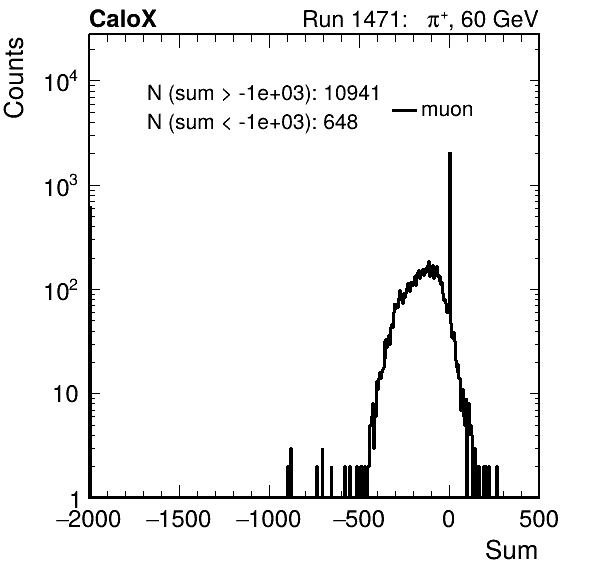 CaloX Run 1471: π⁺, 60 GeV
Counts
N (sum > -1e+03): 10941
N (sum < -1e+03): 648
muon
10⁴
10³
10²
10
1
−2000 −1500 −1000 −500 0 500
Sum